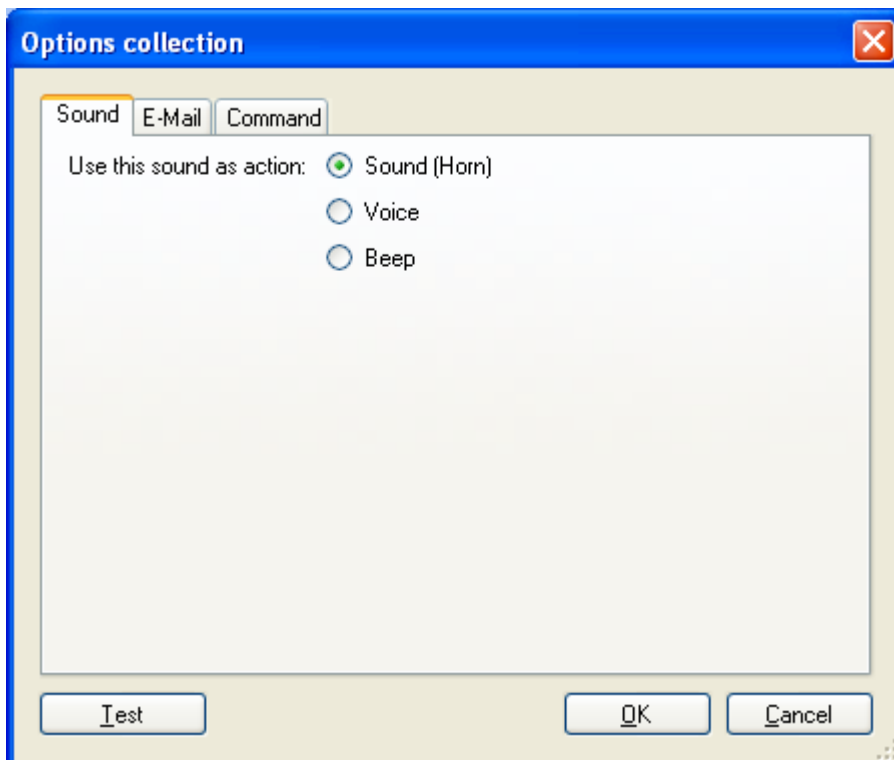 Options collection
Sound E-Mail Command
Use this sound as action: Sound (Horn)
Voice
Beep
Test OK Cancel